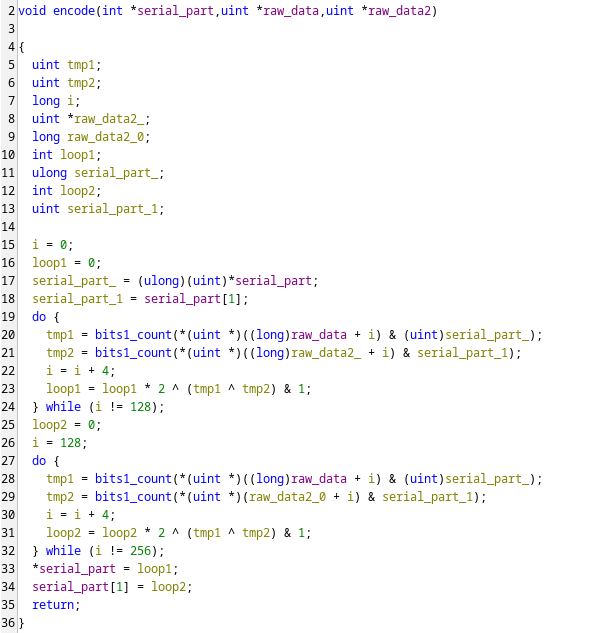 2 void encode(int *serial_part,uint *raw_data,uint *raw_data2)
3
4 {
5   uint tmp1;
6   uint tmp2;
7   long i;
8   uint *raw_data2_;
9   long raw_data2_0;
10   int loop1;
11   ulong serial_part_;
12   int loop2;
13   uint serial_part_1;
14
15   i = 0;
16   loop1 = 0;
17   serial_part_ = (ulong)(uint)*serial_part;
18   serial_part_1 = serial_part[1];
19   do {
20     tmp1 = bits1_count(*(uint *)((long)raw_data + i) & (uint)serial_part_);
21     tmp2 = bits1_count(*(uint *)((long)raw_data2_ + i) & serial_part_1);
22     i = i + 4;
23     loop1 = loop1 * 2 ^ (tmp1 ^ tmp2) & 1;
24   } while (i != 128);
25   loop2 = 0;
26   i = 128;
27   do {
28     tmp1 = bits1_count(*(uint *)((long)raw_data + i) & (uint)serial_part_);
29     tmp2 = bits1_count(*(uint *)(raw_data2_0 + i) & serial_part_1);
30     i = i + 4;
31     loop2 = loop2 * 2 ^ (tmp1 ^ tmp2) & 1;
32   } while (i != 256);
33   *serial_part = loop1;
34   serial_part[1] = loop2;
35   return;
36 }